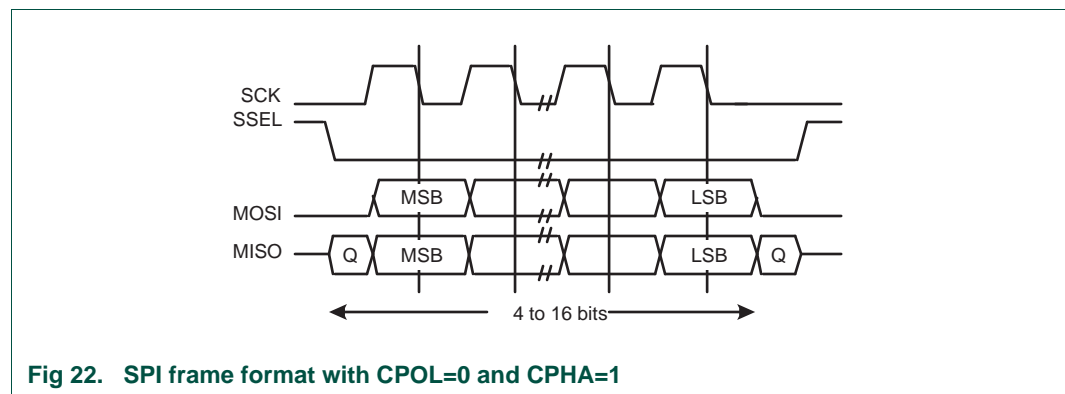 SCK
SSEL
MOSI
MSB
LSB
MISO
Q
MSB
LSB
Q
4 to 16 bits
Fig 22. SPI frame format with CPOL=0 and CPHA=1